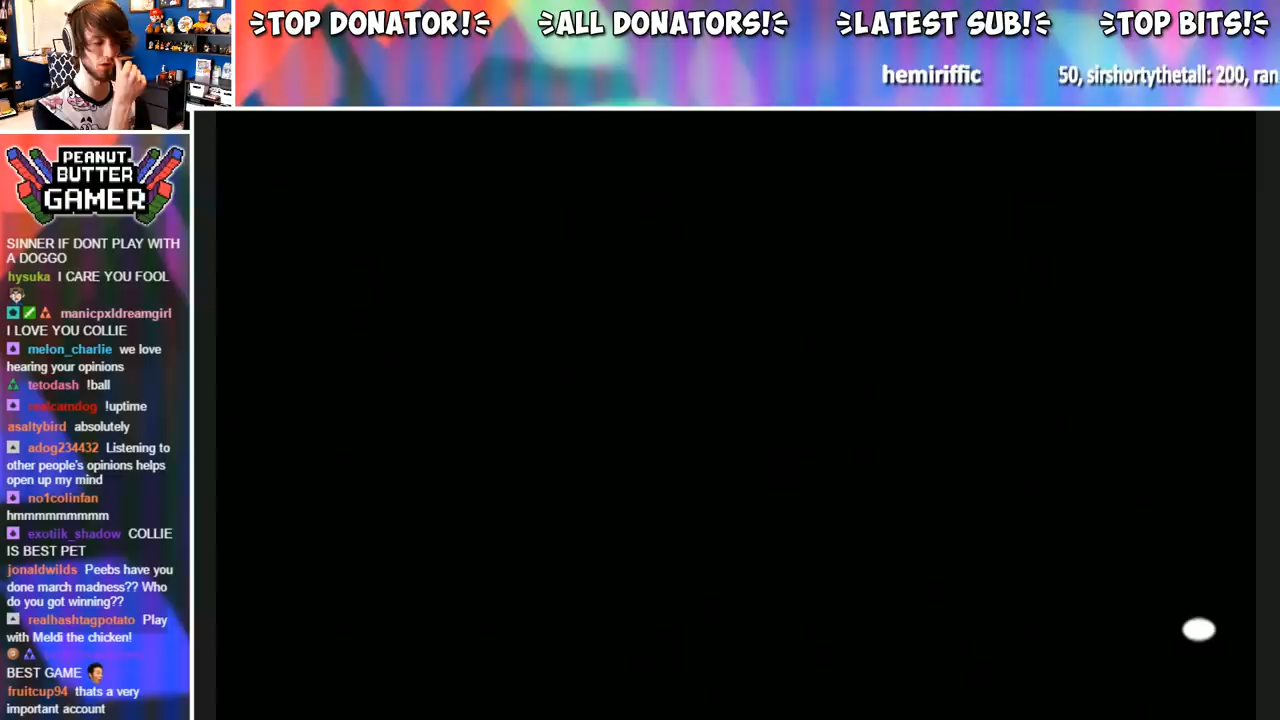 TOP DONATOR! ALL DONATORS! LATEST SUB! TOP BITS!
hemiriffic 50, sirshortythetall: 200, ran
PEANUT
BUTTER
GAMER
SINNER IF DONT PLAY WITH
A DOGGO
hysuka I CARE YOU FOOL
manicpxldreamgirl
I LOVE YOU COLLIE
melon_charlie we love
hearing your opinions
tetodash !ball
realcamdog !uptime
asaltybird absolutely
adog234432 Listening to
other people's opinions helps
open up my mind
no1colinfan
hmmmmmmmmm
exotiik_shadow COLLIE
IS BEST PET
jonaldwilds Peebs have you
done march madness?? Who
do you got winning??
realhashtagpotato Play
with Meldi the chicken!
BEST GAME
fruitcup94 thats a very
important account